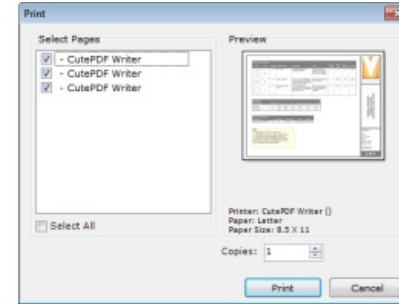 Print
Select Pages
Preview
- CutePDF Writer
- CutePDF Writer
- CutePDF Writer
Printer: CutePDF Writer ()
Paper: Letter
Paper Size: 8.5 X 11
Select All
Copies: 1
Print
Cancel